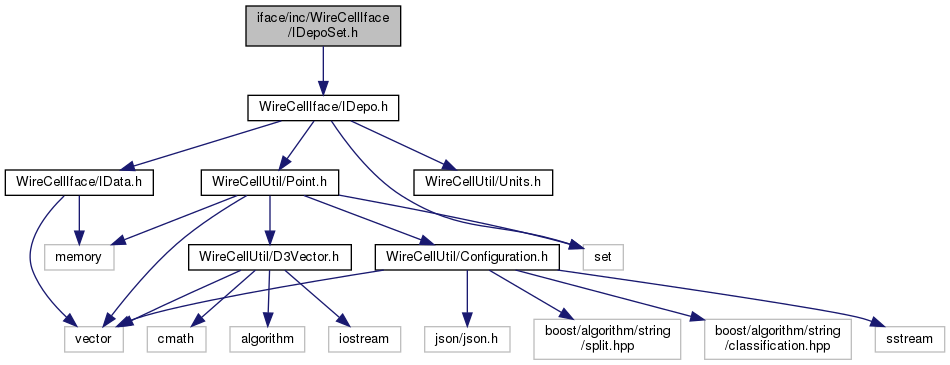 iface/inc/WireCellIface
/IDepoSet.h
WireCellIface/IDepo.h
WireCellIface/IData.h
WireCellUtil/Point.h
WireCellUtil/Units.h
memory
WireCellUtil/D3Vector.h
WireCellUtil/Configuration.h
set
vector
cmath
algorithm
iostream
json/json.h
boost/algorithm/string
/split.hpp
boost/algorithm/string
/classification.hpp
sstream